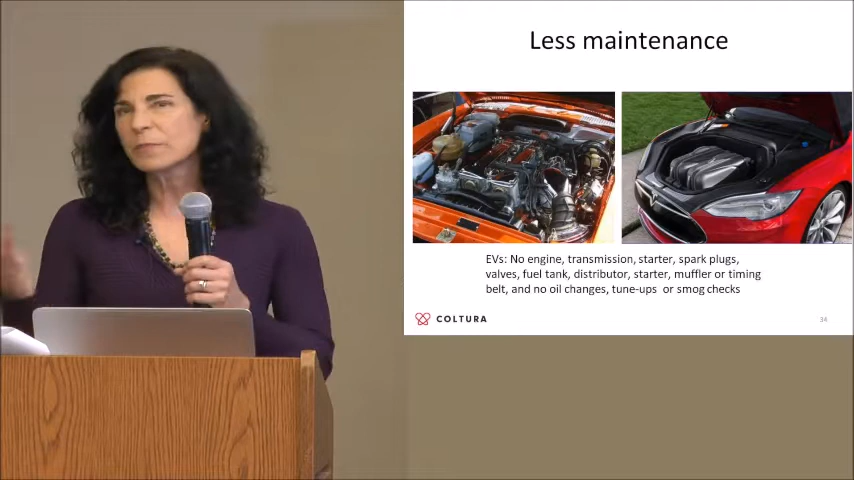 Less maintenance
EVs: No engine, transmission, starter, spark plugs,
valves, fuel tank, distributor, starter, muffler or timing
belt, and no oil changes, tune-ups  or smog checks
COLTURA
34